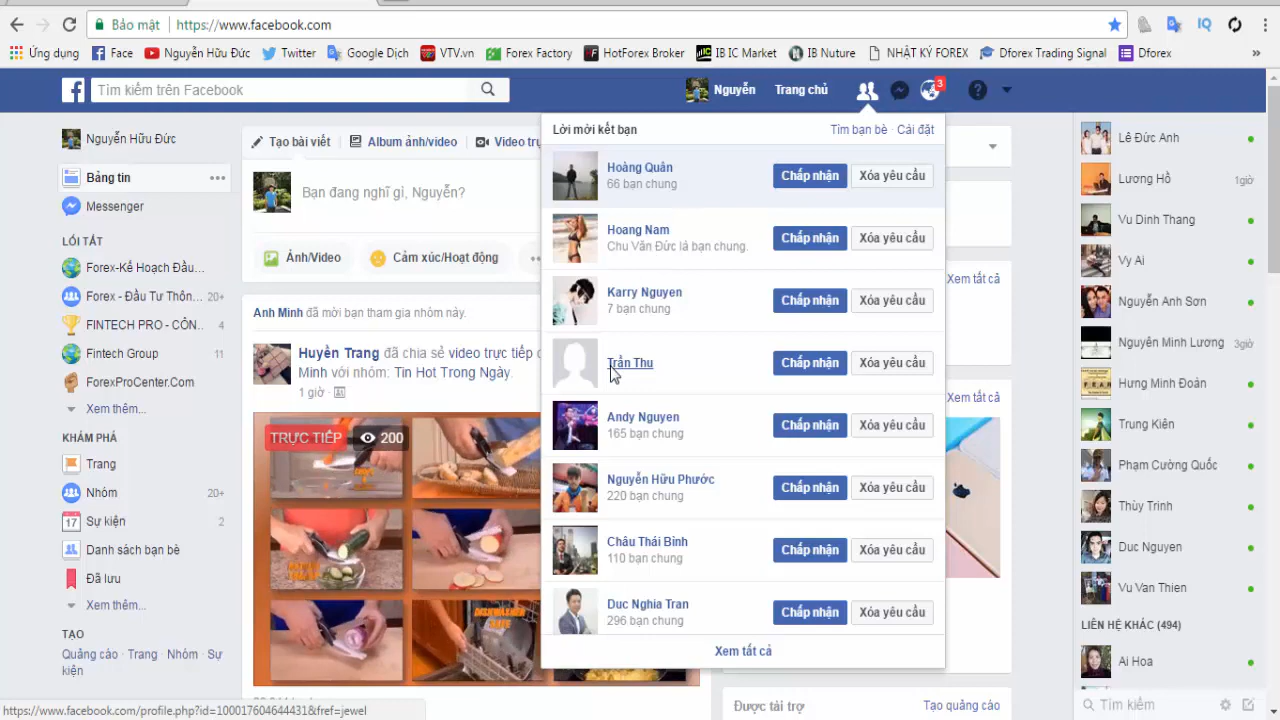 Bảo mật
https://www.facebook.com
Ứng dụng
Face
Nguyễn Hữu Đức
Twitter
Google Dịch
VTV.vn
Forex Factory
HotForex Broker
IB IC Market
IB Nuture
NHẬT KÝ FOREX
Dforex Trading Signal
Dforex
Tìm kiếm trên Facebook
Nguyễn
Trang chủ
3
Nguyễn Hữu Đức
Bảng tin
Messenger
LỐI TẮT
Forex-Kế Hoạch Đầu...
Forex - Đầu Tư Thôn... 20+
FINTECH PRO - CÔN.. 4
Fintech Group 11
ForexProCenter.Com
Xem thêm...
KHÁM PHÁ
Trang
Nhóm 20+
17 Sự kiện 2
Danh sách bạn bè
Đã lưu
Xem thêm...
TẠO
Quảng cáo · Trang · Nhóm · Sự
kiện
Tạo bài viết
Album ảnh/video
Video trự
Bạn đang nghĩ gì, Nguyễn?
Ảnh/Video
Cảm xúc/Hoạt động
Anh Minh đã mời bạn tham gia nhóm này.
Huyền Trang đã chia sẻ video trực tiếp
Minh với nhóm: Tin Hot Trong Ngày.
1 giờ ·
TRỰC TIẾP 200
DISHWASHER
Lời mời kết bạn
Tìm bạn bè · Cài đặt
Hoàng Quân
66 bạn chung
Chấp nhận Xóa yêu cầu
Hoang Nam
Chu Văn Đức là bạn chung.
Chấp nhận Xóa yêu cầu
Karry Nguyen
7 bạn chung
Chấp nhận Xóa yêu cầu
Trần Thu
Chấp nhận Xóa yêu cầu
Andy Nguyen
165 bạn chung
Chấp nhận Xóa yêu cầu
Nguyễn Hữu Phước
220 bạn chung
Chấp nhận Xóa yêu cầu
Châu Thái Bình
110 bạn chung
Chấp nhận Xóa yêu cầu
Duc Nghia Tran
296 bạn chung
Chấp nhận Xóa yêu cầu
Xem tất cả
Xem tất cả
Xem tất cả
Được tài trợ
Tạo quảng cáo
Lê Đức Anh
Lương Hồ 1giờ
Vu Dinh Thang
Vy Ai
Nguyễn Anh Sơn
Nguyên Minh Lương 3giờ
Hưng Minh Đoán
Trung Kiên
Phạm Cường Quốc
Thùy Trinh
Duc Nguyen
Vu Van Thien
LIÊN HỆ KHÁC (494)
Ai Hoa
Tìm kiếm
https://www.facebook.com/profile.php?id=100017604644431&fref=jewel